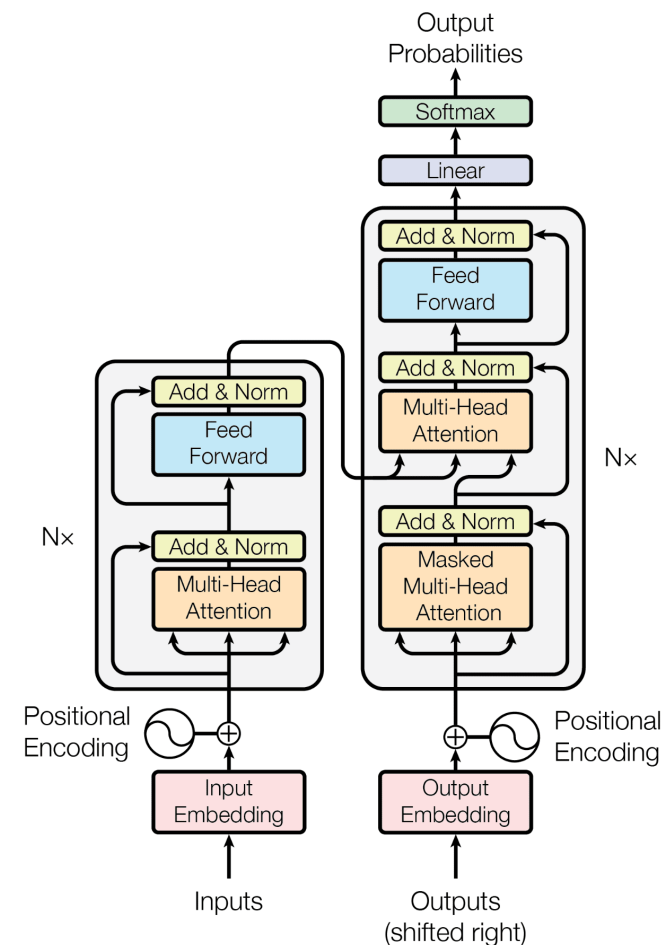 Output
Probabilities
Softmax
Linear
Add & Norm
Feed
Forward
Add & Norm
Multi-Head
Attention
Add & Norm
Masked
Multi-Head
Attention
N×
Add & Norm
Feed
Forward
Add & Norm
Multi-Head
Attention
N×
Positional
Encoding
Positional
Encoding
Input
Embedding
Output
Embedding
Inputs
Outputs
(shifted right)